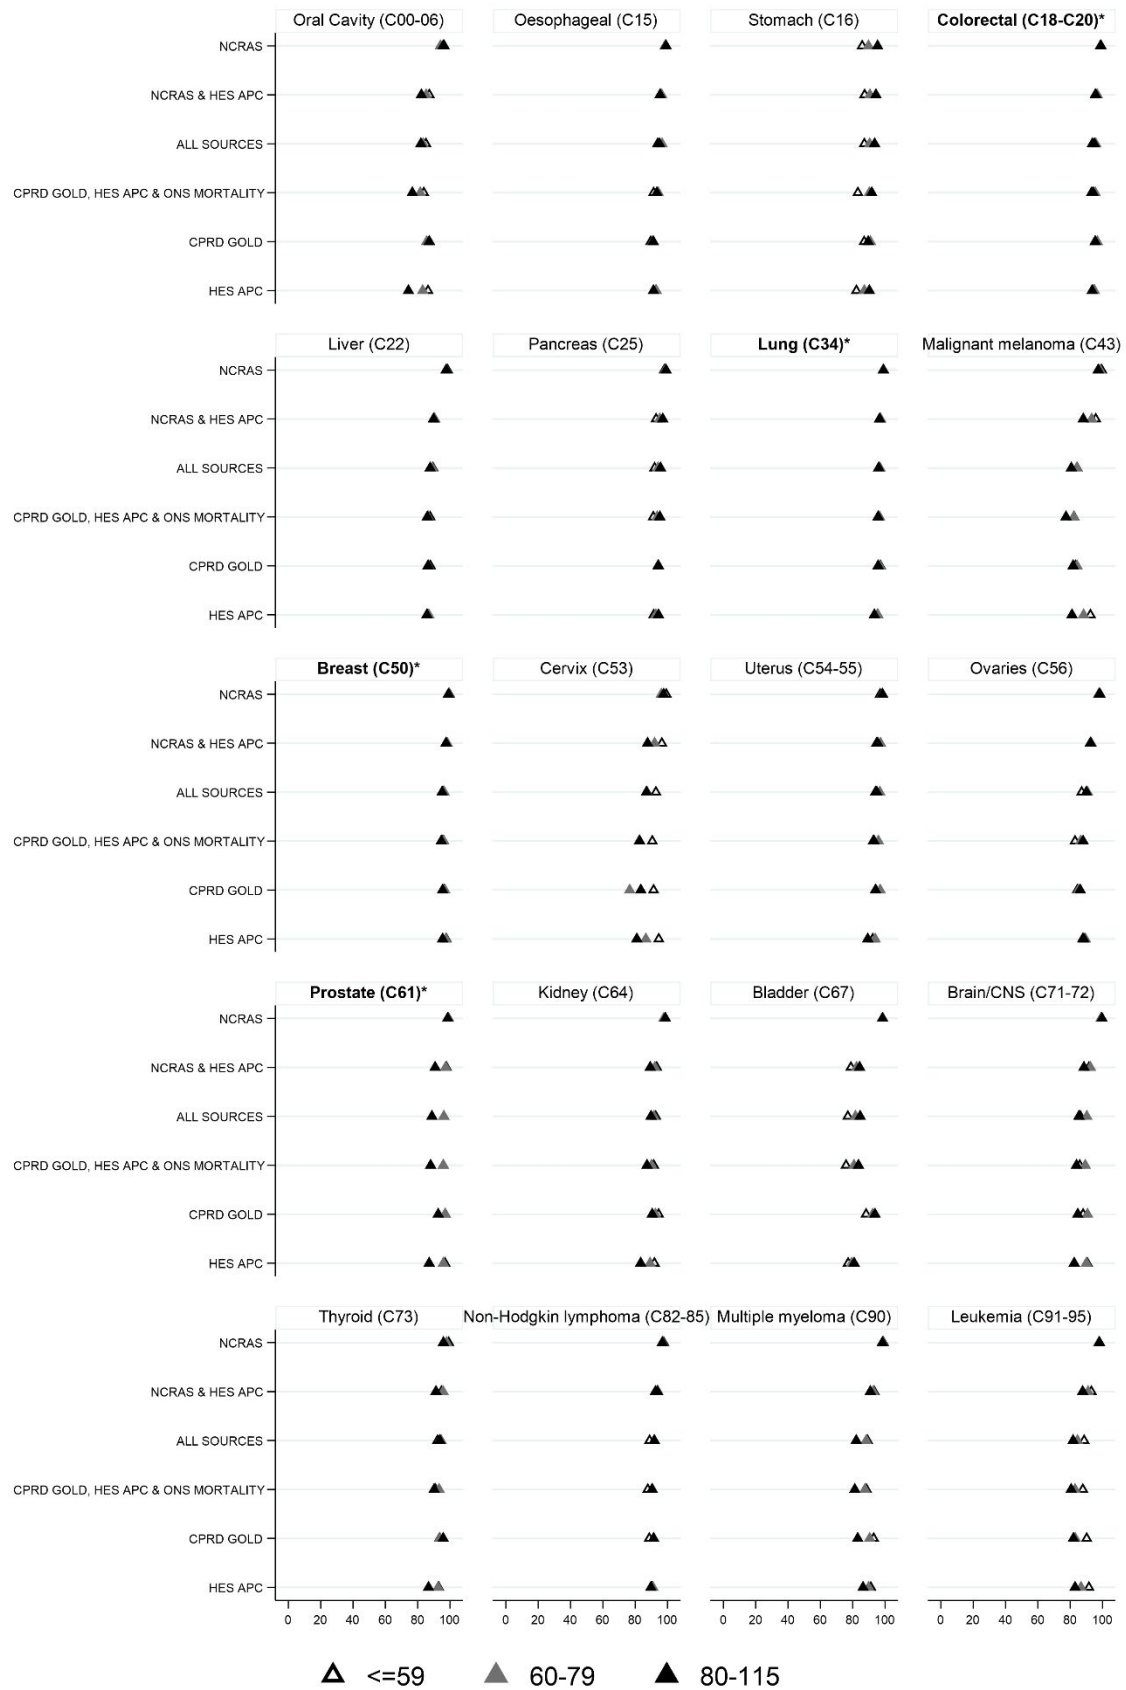 Oral Cavity (C00-06) Oesophageal (C15) Stomach (C16) Colorectal (C18-C20)*
NCRAS
NCRAS & HES APC
ALL SOURCES
CPRD GOLD, HES APC & ONS MORTALITY
CPRD GOLD
HES APC
Liver (C22) Pancreas (C25) Lung (C34)* Malignant melanoma (C43)
NCRAS
NCRAS & HES APC
ALL SOURCES
CPRD GOLD, HES APC & ONS MORTALITY
CPRD GOLD
HES APC
Breast (C50)* Cervix (C53) Uterus (C54-55) Ovaries (C56)
NCRAS
NCRAS & HES APC
ALL SOURCES
CPRD GOLD, HES APC & ONS MORTALITY
CPRD GOLD
HES APC
Prostate (C61)* Kidney (C64) Bladder (C67) Brain/CNS (C71-72)
NCRAS
NCRAS & HES APC
ALL SOURCES
CPRD GOLD, HES APC & ONS MORTALITY
CPRD GOLD
HES APC
Thyroid (C73) Non-Hodgkin lymphoma (C82-85) Multiple myeloma (C90) Leukemia (C91-95)
NCRAS
NCRAS & HES APC
ALL SOURCES
CPRD GOLD, HES APC & ONS MORTALITY
CPRD GOLD
HES APC
0 20 40 60 80 100 0 20 40 60 80 100 0 20 40 60 80 100 0 20 40 60 80 100
<=59 60-79 80-115